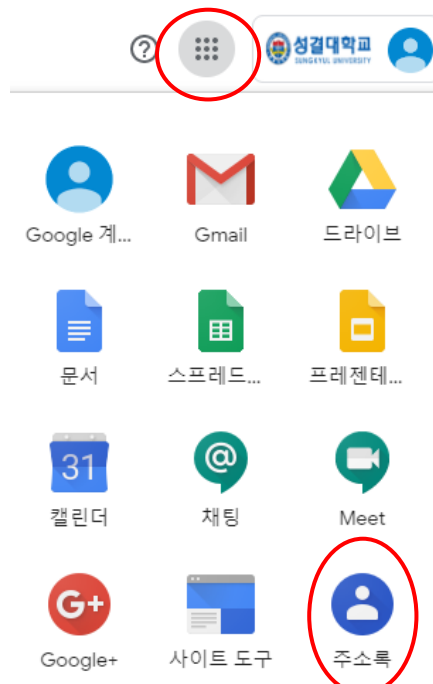 성결대학교
SUNGKYUL UNIVERSITY
Google 계... Gmail 드라이브
문서 스프레드... 프레젠테...
31
캘린더 채팅 Meet
G+
Google+ 사이트 도구 주소록